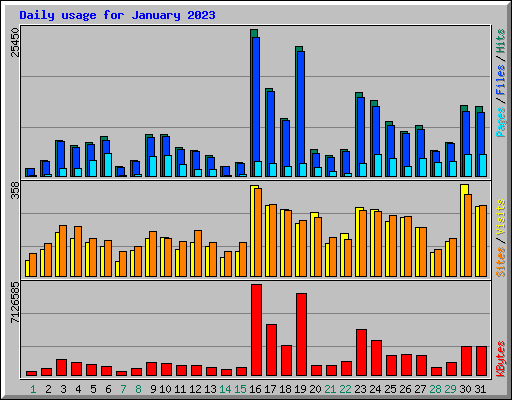 Daily usage for January 2023
25450
Pages / Files / Hits
388
Sites / Visits
7126585
KBytes
1 2 3 4 5 6 7 8 9 10 11 12 13 14 15 16 17 18 19 20 21 22 23 24 25 26 27 28 29 30 31